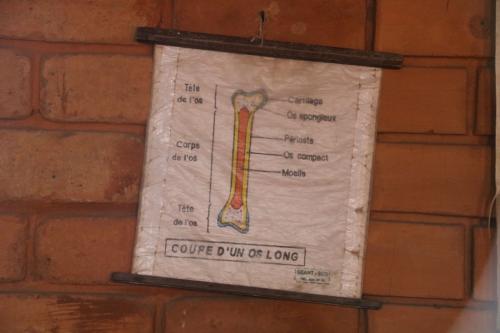 Tête
de l'os
Cartilage
Os spongieux
Périoste
Corps
de l'os
Os compact
Moelle
Tête
de l'os
COUPE D'UN OS LONG